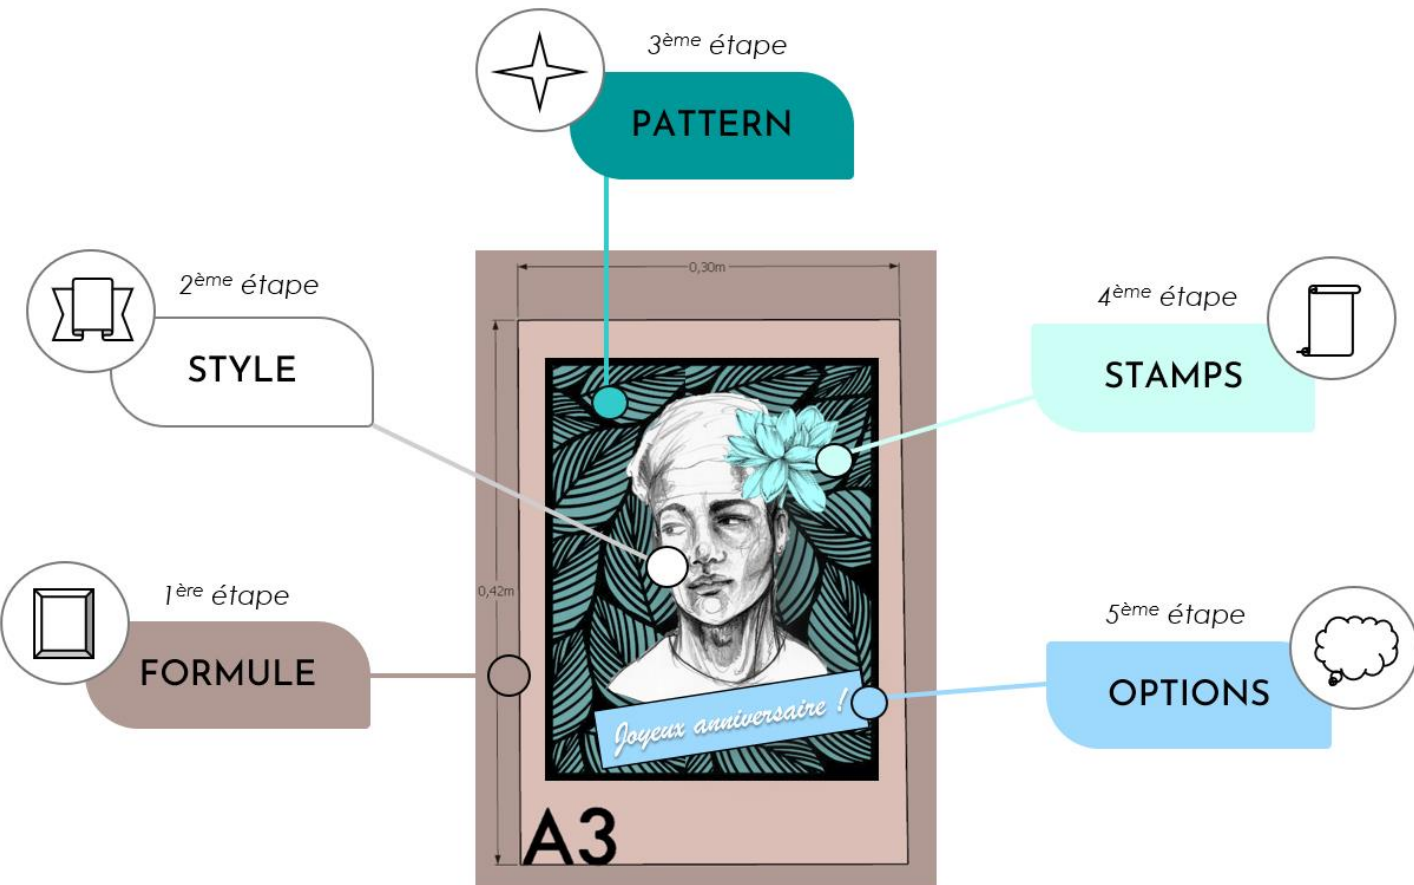 3ème étape
PATTERN
2ème étape
STYLE
0,30m
4ème étape
STAMPS
1ère étape
FORMULE
0,42m
5ème étape
OPTIONS
Joyeux anniversaire !
A3